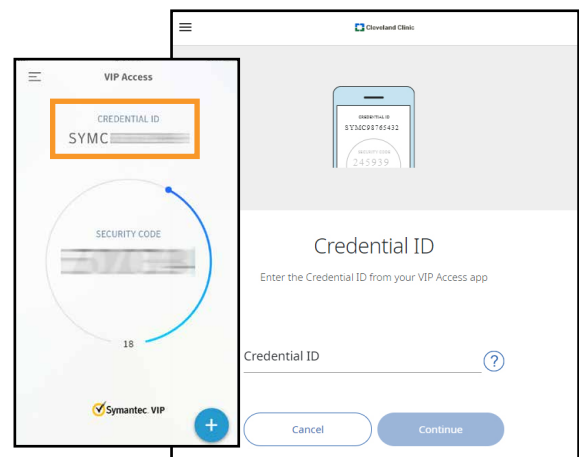 VIP Access
CREDENTIAL ID
SYMC
SECURITY CODE
18
Symantec VIP
+
Cleveland Clinic
CREDENTIAL ID
SYMC98765432
SECURITY CODE
245939
Credential ID
Enter the Credential ID from your VIP Access app
Credential ID
?
Cancel
Continue